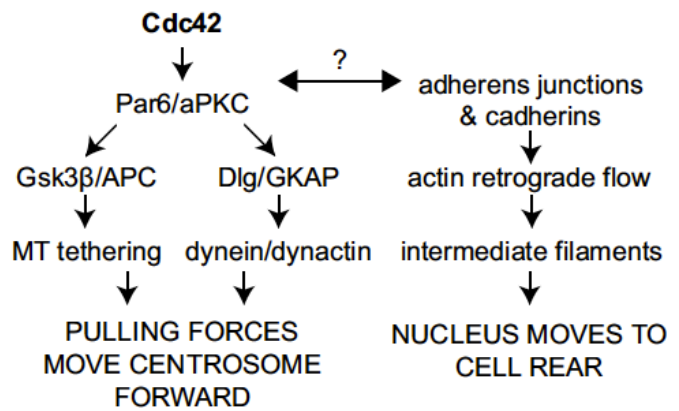 Cdc42
?
Par6/aPKC
adherens junctions
& cadherins
Gsk3β/APC
Dlg/GKAP
actin retrograde flow
MT tethering
dynein/dynactin
intermediate filaments
PULLING FORCES
MOVE CENTROSOME
FORWARD
NUCLEUS MOVES TO
CELL REAR